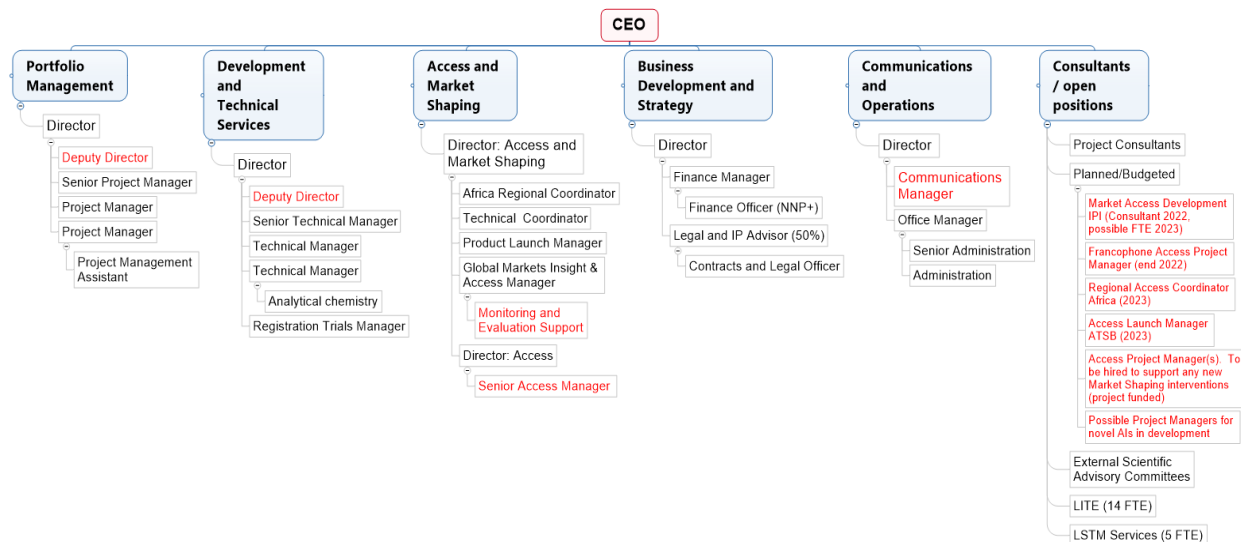 CEO
Portfolio
Management
Director
Deputy Director
Senior Project Manager
Project Manager
Project Manager
Project Management
Assistant
Development
and
Technical
Services
Director
Deputy Director
Senior Technical Manager
Technical Manager
Technical Manager
Analytical chemistry
Registration Trials Manager
Access and
Market
Shaping
Director: Access and
Market Shaping
Africa Regional Coordinator
Technical Coordinator
Product Launch Manager
Global Markets Insight &
Access Manager
Monitoring and
Evaluation Support
Director: Access
Senior Access Manager
Business
Development and
Strategy
Director
Finance Manager
Finance Officer (NNP+)
Legal and IP Advisor (50%)
Contracts and Legal Officer
Communications
and
Operations
Director
Communications
Manager
Office Manager
Senior Administration
Administration
Consultants
/ open
positions
Project Consultants
Planned/Budgeted
Market Access Development
IPI (Consultant 2022,
possible FTE 2023)
Francophone Access Project
Manager (end 2022)
Regional Access Coordinator
Africa (2023)
Access Launch Manager
ATSB (2023)
Access Project Manager(s). To
be hired to support any new
Market Shaping interventions
(project funded)
Possible Project Managers for
novel AIs in development
External Scientific
Advisory Committees
LITE (14 FTE)
LSTM Services (5 FTE)